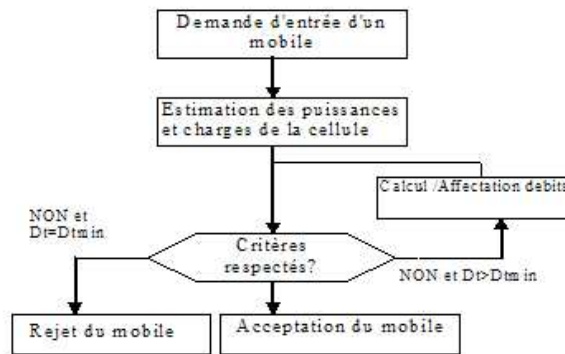 Demande d'entrée d'un
mobile
Estimation des puissances
et charges de la cellule
Calcul /Affectation debits
NON et
Dt=Dtmin
Critères
respectés?
NON et Dt>Dtmin
Rejet du mobile
Acceptation du mobile